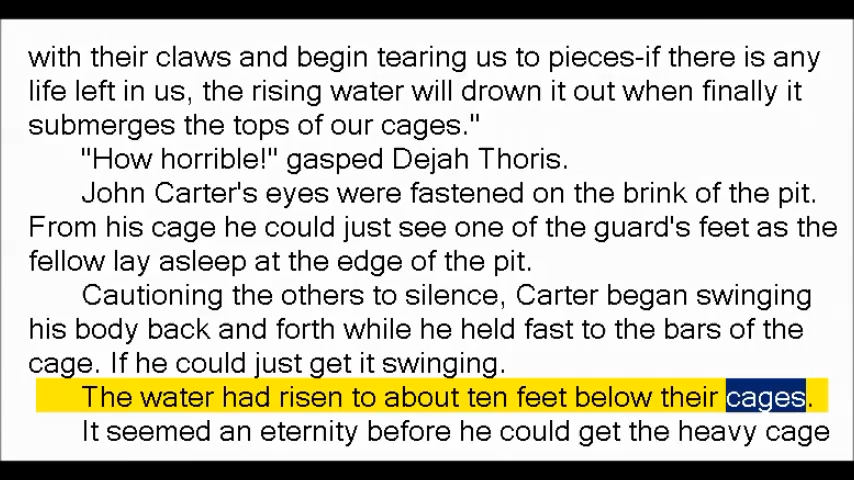 with their claws and begin tearing us to pieces-if there is any
life left in us, the rising water will drown it out when finally it
submerges the tops of our cages."
"How horrible!" gasped Dejah Thoris.
John Carter's eyes were fastened on the brink of the pit.
From his cage he could just see one of the guard's feet as the
fellow lay asleep at the edge of the pit.
Cautioning the others to silence, Carter began swinging
his body back and forth while he held fast to the bars of the
cage. If he could just get it swinging.
The water had risen to about ten feet below their cages.
It seemed an eternity before he could get the heavy cage